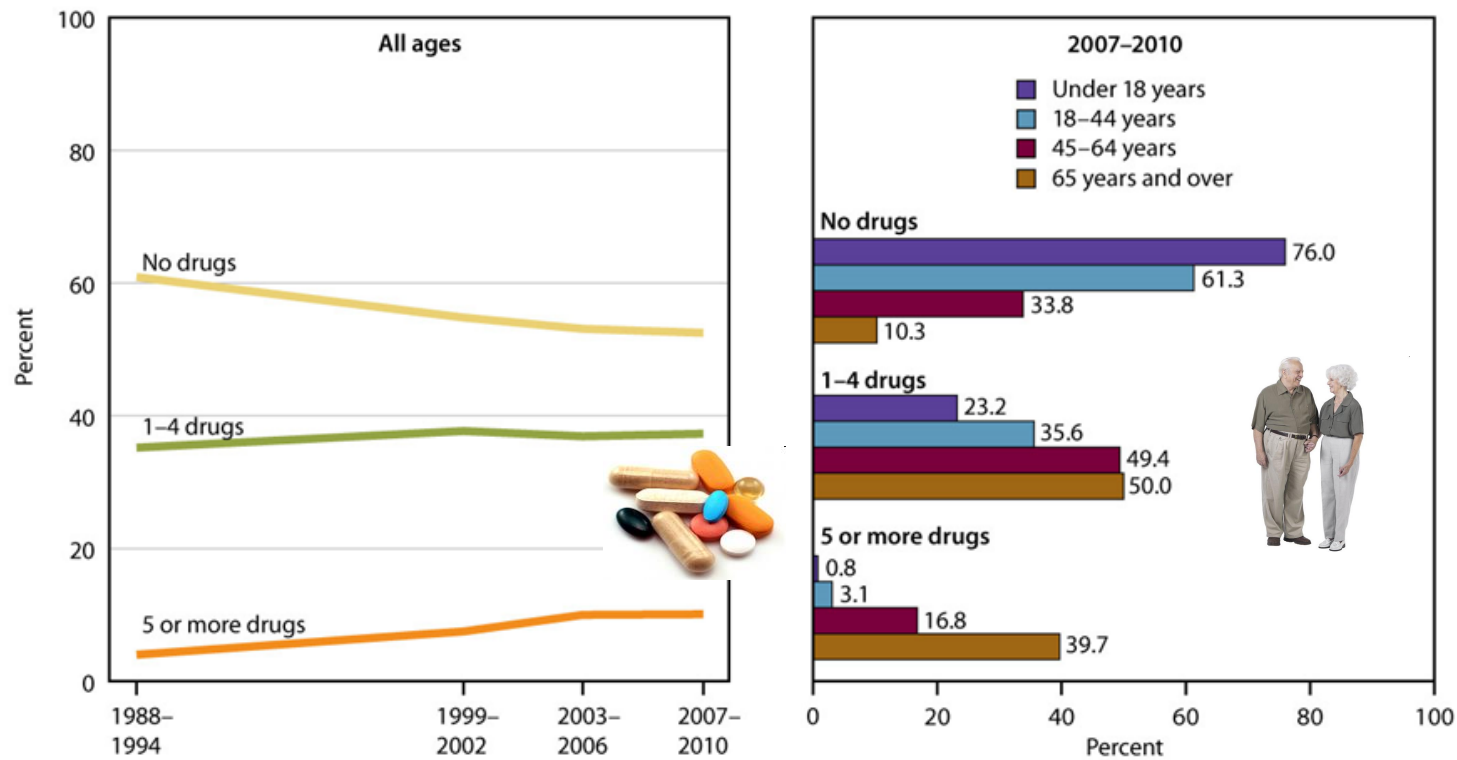 All ages
Percent
100
80
60
40
20
0
No drugs
1–4 drugs
5 or more drugs
1988–
1994
1999–
2002
2003–
2006
2007–
2010
2007–2010
Under 18 years
18–44 years
45–64 years
65 years and over
No drugs
76.0
61.3
33.8
10.3
1–4 drugs
23.2
35.6
49.4
50.0
5 or more drugs
0.8
3.1
16.8
39.7
0 20 40 60 80 100
Percent